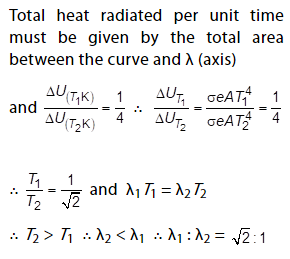 Total heat radiated per unit time
must be given by the total area
between the curve and λ (axis)
and ΔU(T₁K)/ΔU(T₂K) = 1/4 ∴ ΔU_T₁/ΔU_T₂ = σeAT₁⁴/σeAT₂⁴ = 1/4
∴ T₁/T₂ = 1/√2 and λ₁T₁ = λ₂T₂
∴ T₂ > T₁ ∴ λ₂ < λ₁ ∴ λ₁ : λ₂ = √2 : 1